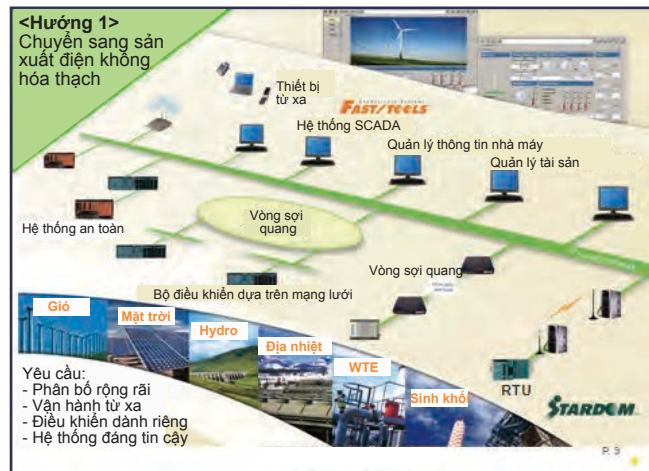 <Hướng 1>
Chuyển sang sản
xuất điện không
hóa thạch
Thiết bị
từ xa
FAST/TOOLS
Hệ thống SCADA
Quản lý thông tin nhà máy
Quản lý tài sản
Hệ thống an toàn
Vòng sợi
quang
Vòng sợi quang
Bộ điều khiển dựa trên mạng lưới
Gió
Mặt trời
Hydro
Địa nhiệt
WTE
Sinh khối
RTU
STARDOM
Yêu cầu:
- Phân bố rộng rãi
- Vận hành từ xa
- Điều khiển dành riêng
- Hệ thống đáng tin cậy
P. 9